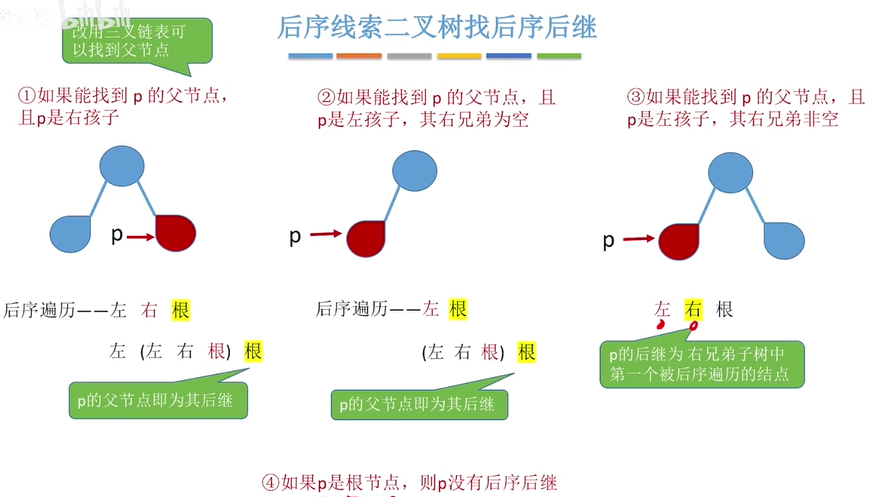 bilibili
改用三叉链表可
以找到父节点
后序线索二叉树找后序后继
①如果能找到 p 的父节点，
且p是右孩子
②如果能找到 p 的父节点，且
p是左孩子，其右兄弟为空
③如果能找到 p 的父节点，且
p是左孩子，其右兄弟非空
p
p
p
后序遍历——左 右 根
左 (左 右 根) 根
p的父节点即为其后继
后序遍历——左 根
(左 右 根) 根
p的父节点即为其后继
左 右 根
p的后继为 右兄弟子树中
第一个被后序遍历的结点
④如果p是根节点，则p没有后序后继